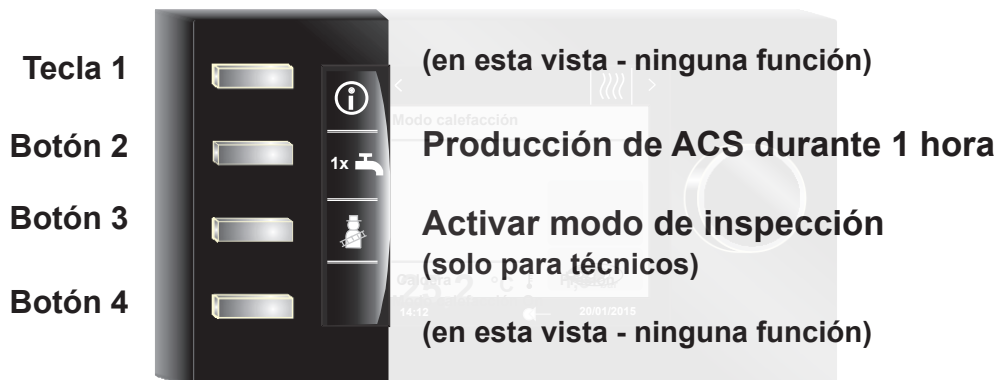 Tecla 1
(en esta vista - ninguna función)
Modo calefacción
Botón 2
1x
Producción de ACS durante 1 hora
Botón 3
Activar modo de inspección
(solo para técnicos)
Botón 4
°C
14:12
20/01/2015
(en esta vista - ninguna función)